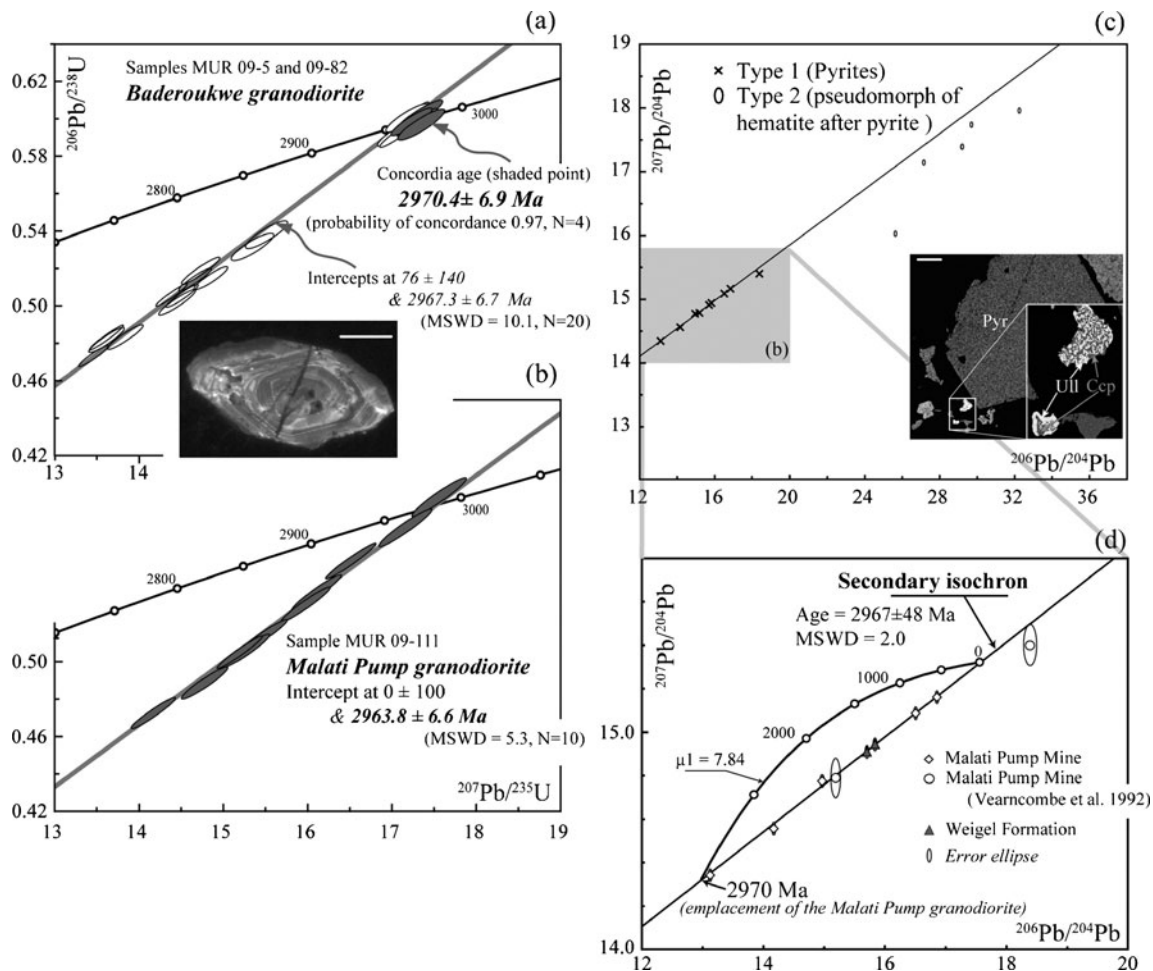 (a)
Samples MUR 09-5 and 09-82
Baderoukwe granodiorite
206Pb/238U
0.62
0.58
0.54
0.50
0.46
0.42
2800
2900
3000
Concordia age (shaded point)
2970.4± 6.9 Ma
(probability of concordance 0.97, N=4)
Intercepts at 76 ± 140
& 2967.3 ± 6.7 Ma
(MSWD = 10.1, N=20)
13
14
(b)
2800
2900
3000
0.50
0.46
0.42
Sample MUR 09-111
Malati Pump granodiorite
Intercept at 0 ± 100
& 2963.8 ± 6.6 Ma
(MSWD = 5.3, N=10)
207Pb/235U
13 14 15 16 17 18 19
(c)
19
18
17
16
15
14
13
207Pb/204Pb
× Type 1 (Pyrites)
Type 2 (pseudomorph of
hematite after pyrite )
(b)
Pyr
Ull
Ccp
206Pb/204Pb
12 16 20 24 28 32 36
(d)
207Pb/204Pb
Secondary isochron
Age = 2967±48 Ma
MSWD = 2.0
0
1000
2000
15.0
μ1 = 7.84
Malati Pump Mine
Malati Pump Mine
(Vearncombe et al. 1992)
Weigel Formation
Error ellipse
2970 Ma
(emplacement of the Malati Pump granodiorite)
206Pb/204Pb
14.0
12 14 16 18 20